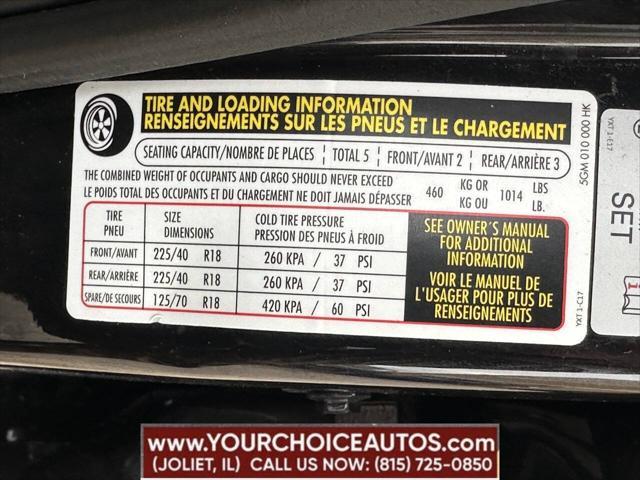 TIRE AND LOADING INFORMATION
RENSEIGNEMENTS SUR LES PNEUS ET LE CHARGEMENT
SEATING CAPACITY/NOMBRE DE PLACES TOTAL 5 FRONT/AVANT 2 REAR/ARRIÈRE 3
THE COMBINED WEIGHT OF OCCUPANTS AND CARGO SHOULD NEVER EXCEED 460 KG OR 1014 LBS
LE POIDS TOTAL DES OCCUPANTS ET DU CHARGEMENT NE DOIT JAMAIS DÉPASSER KG OU LB.
TIRE SIZE COLD TIRE PRESSURE
PNEU DIMENSIONS PRESSION DES PNEUS À FROID
FRONT/AVANT 225/40 R18 260 KPA / 37 PSI
REAR/ARRIÈRE 225/40 R18 260 KPA / 37 PSI
SPARE/DE SECOURS 125/70 R18 420 KPA / 60 PSI
SEE OWNER´S MANUAL
FOR ADDITIONAL
INFORMATION
VOIR LE MANUEL DE
L'USAGER POUR PLUS DE
RENSEIGNEMENTS
5GM 010 000 HK
YXT 1-C17
YXT 1-E17
SET
WWW.YOURCHOICEAUTOS.COM
(JOLIET, IL) CALL US NOW: (815) 725-0850